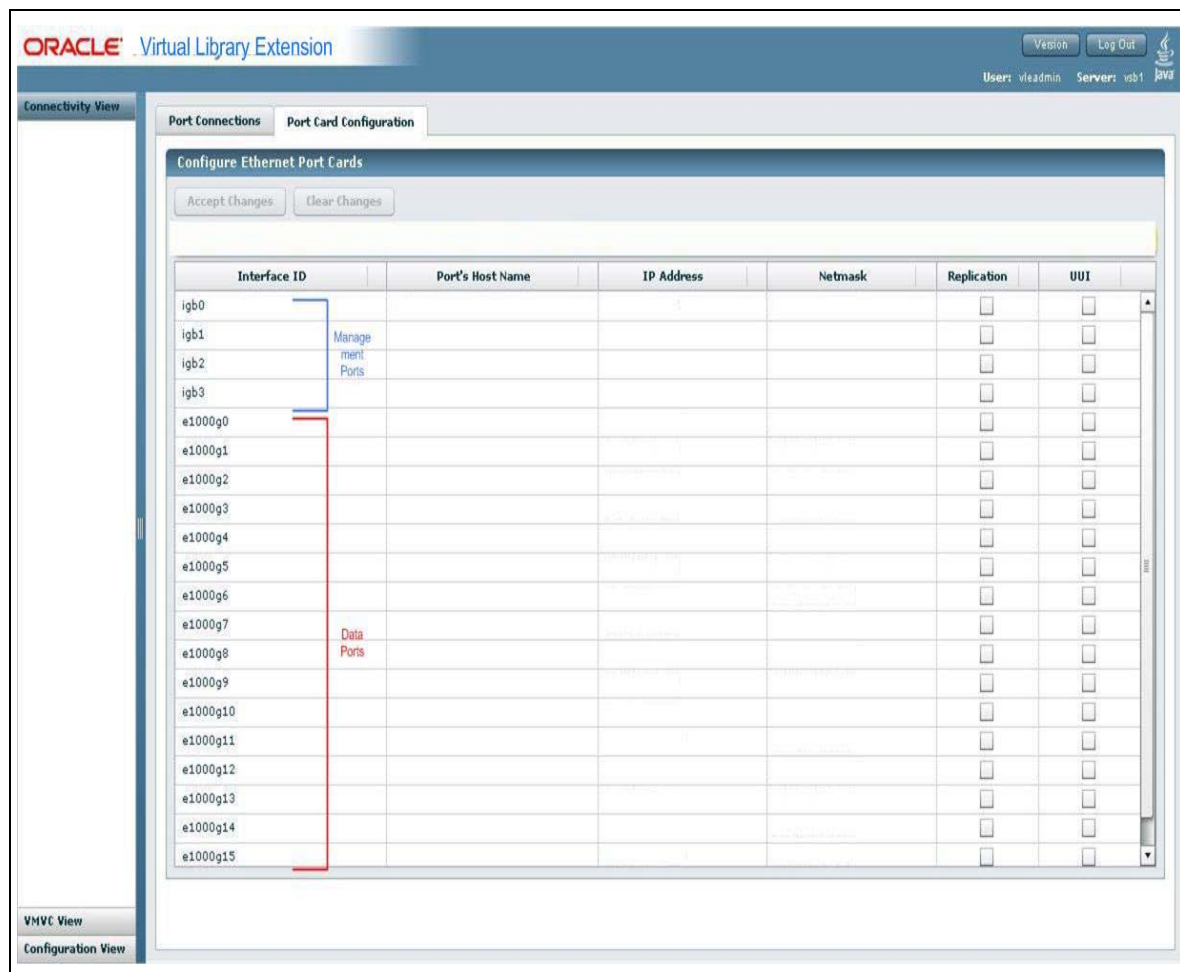 ORACLE Virtual Library Extension
Version Log Out
User: vleadmin Server: vsb1 Java
Connectivity View
Port Connections Port Card Configuration
Configure Ethernet Port Cards
Accept Changes Clear Changes
Interface ID Port's Host Name IP Address Netmask Replication UUI
igb0
igb1
igb2
igb3
Manage
ment
Ports
e1000g0
e1000g1
e1000g2
e1000g3
e1000g4
e1000g5
e1000g6
e1000g7
e1000g8
e1000g9
e1000g10
e1000g11
e1000g12
e1000g13
e1000g14
e1000g15
Data
Ports
VMVC View
Configuration View